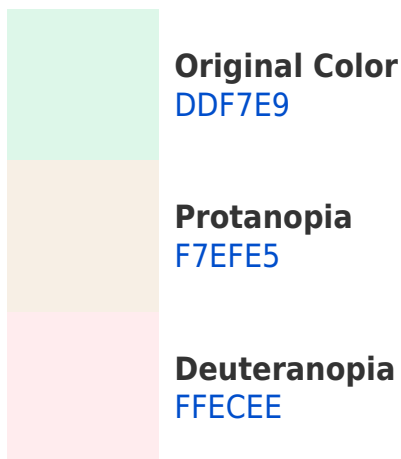 Original Color
DDF7E9
Protanopia
F7EFE5
Deuteranopia
FFECEE